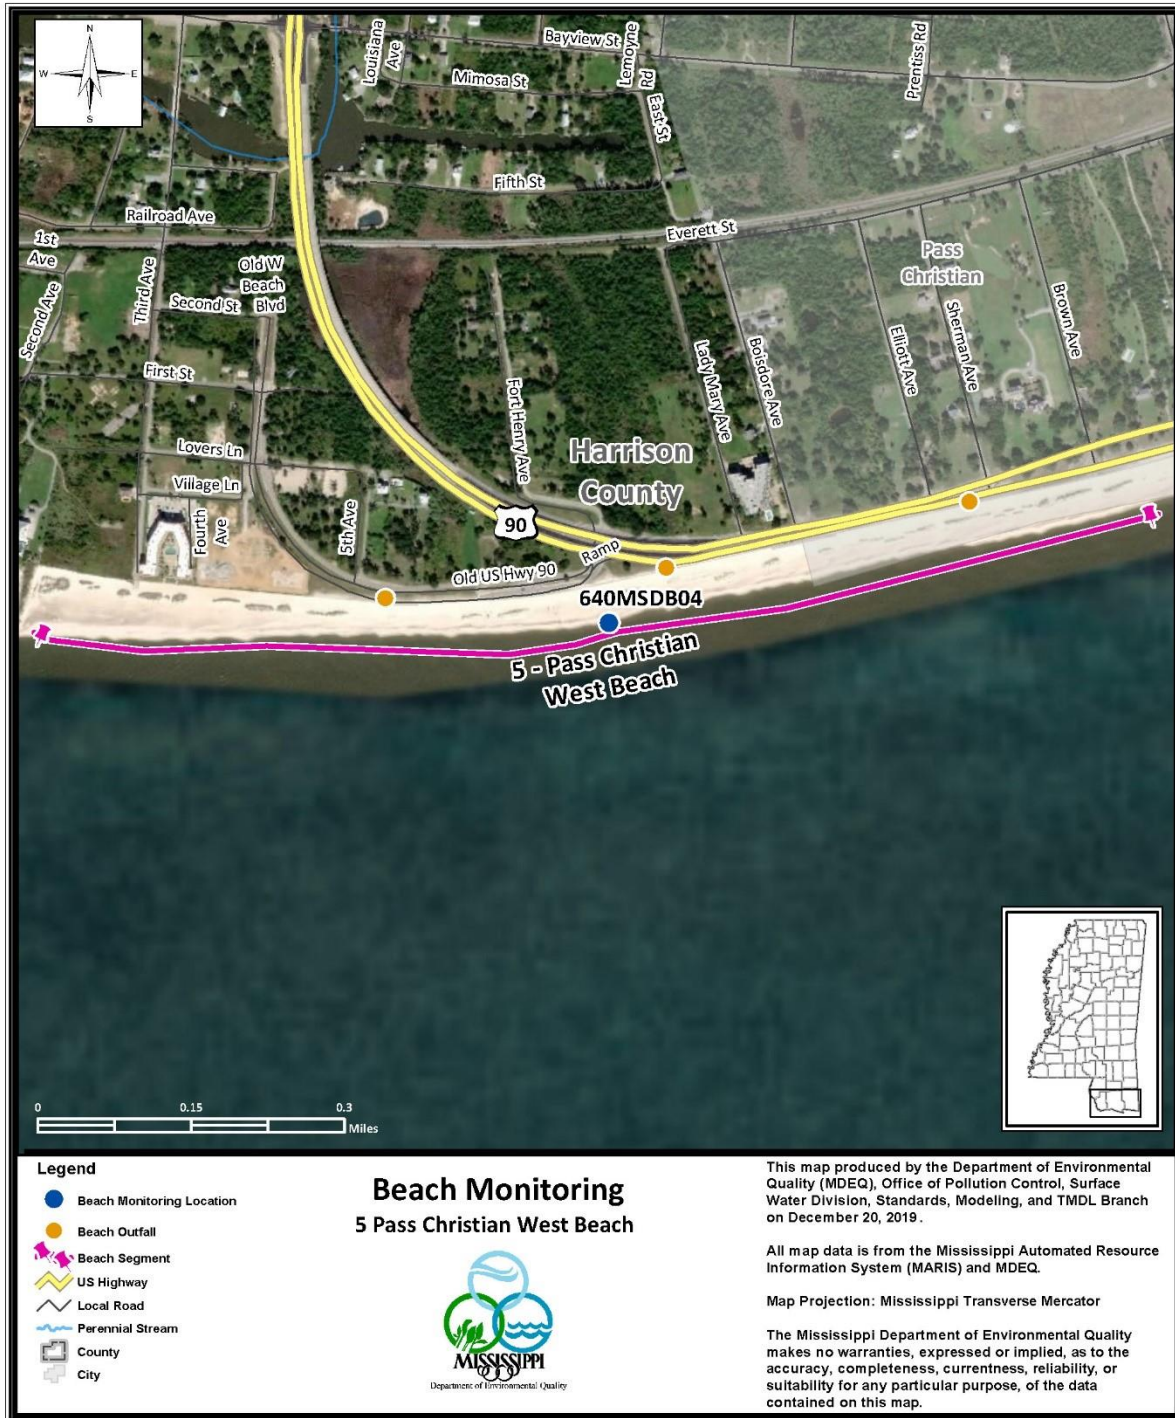 N
W E
S
Louisiana
Ave
Bayview St
Lemoyne
Rd
Prentiss Rd
Mimosa St
East St
Fifth St
Railroad Ave
Everett St
1st
Ave
Old W
Beach
Blvd
Pass
Christian
Second Ave
Third Ave
Second St
First St
Fort Henry Ave
Lady Mary Ave
Boisdore Ave
Elliott Ave
Sherman Ave
Brown Ave
Lovers Ln
Harrison
County
Village Ln
Fourth
Ave
5th Ave
90
Ramp
Old US Hwy 90
640MSDB04
5 - Pass Christian
West Beach
0 0.15 0.3
Miles
Legend
Beach Monitoring Location
Beach Outfall
Beach Segment
US Highway
Local Road
Perennial Stream
County
City
Beach Monitoring
5 Pass Christian West Beach
MISSISSIPPI
Department of Environmental Quality
This map produced by the Department of Environmental
Quality (MDEQ), Office of Pollution Control, Surface
Water Division, Standards, Modeling, and TMDL Branch
on December 20, 2019.
All map data is from the Mississippi Automated Resource
Information System (MARIS) and MDEQ.
Map Projection: Mississippi Transverse Mercator
The Mississippi Department of Environmental Quality
makes no warranties, expressed or implied, as to the
accuracy, completeness, currentness, reliability, or
suitability for any particular purpose, of the data
contained on this map.